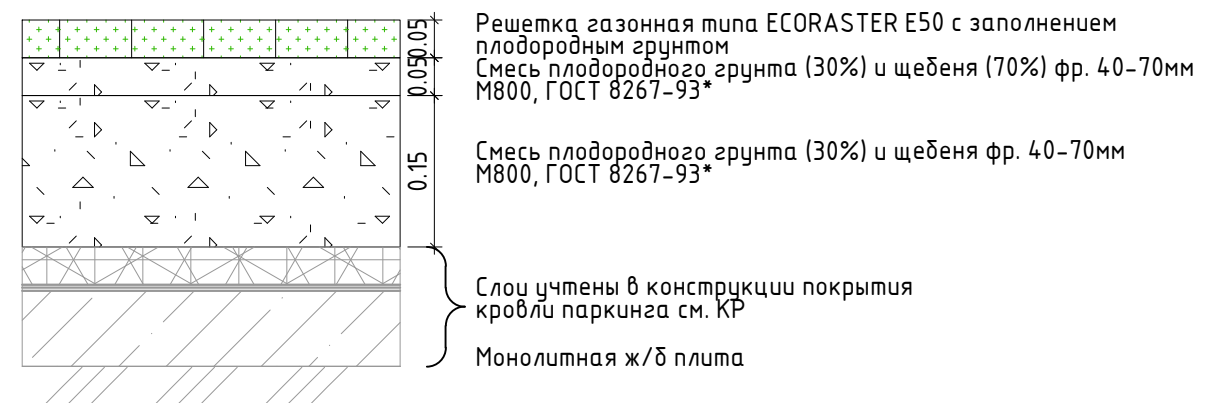 0.05
Решетка газонная типа ECORASTER E50 с заполнением
плодородным грунтом
0.05
Смесь плодородного грунта (30%) и щебеня (70%) фр. 40-70мм
М800, ГОСТ 8267-93*
0.15
Смесь плодородного грунта (30%) и щебеня фр. 40-70мм
М800, ГОСТ 8267-93*
Слои учтены в конструкции покрытия
кровли паркинга см. КР
Монолитная ж/б плита